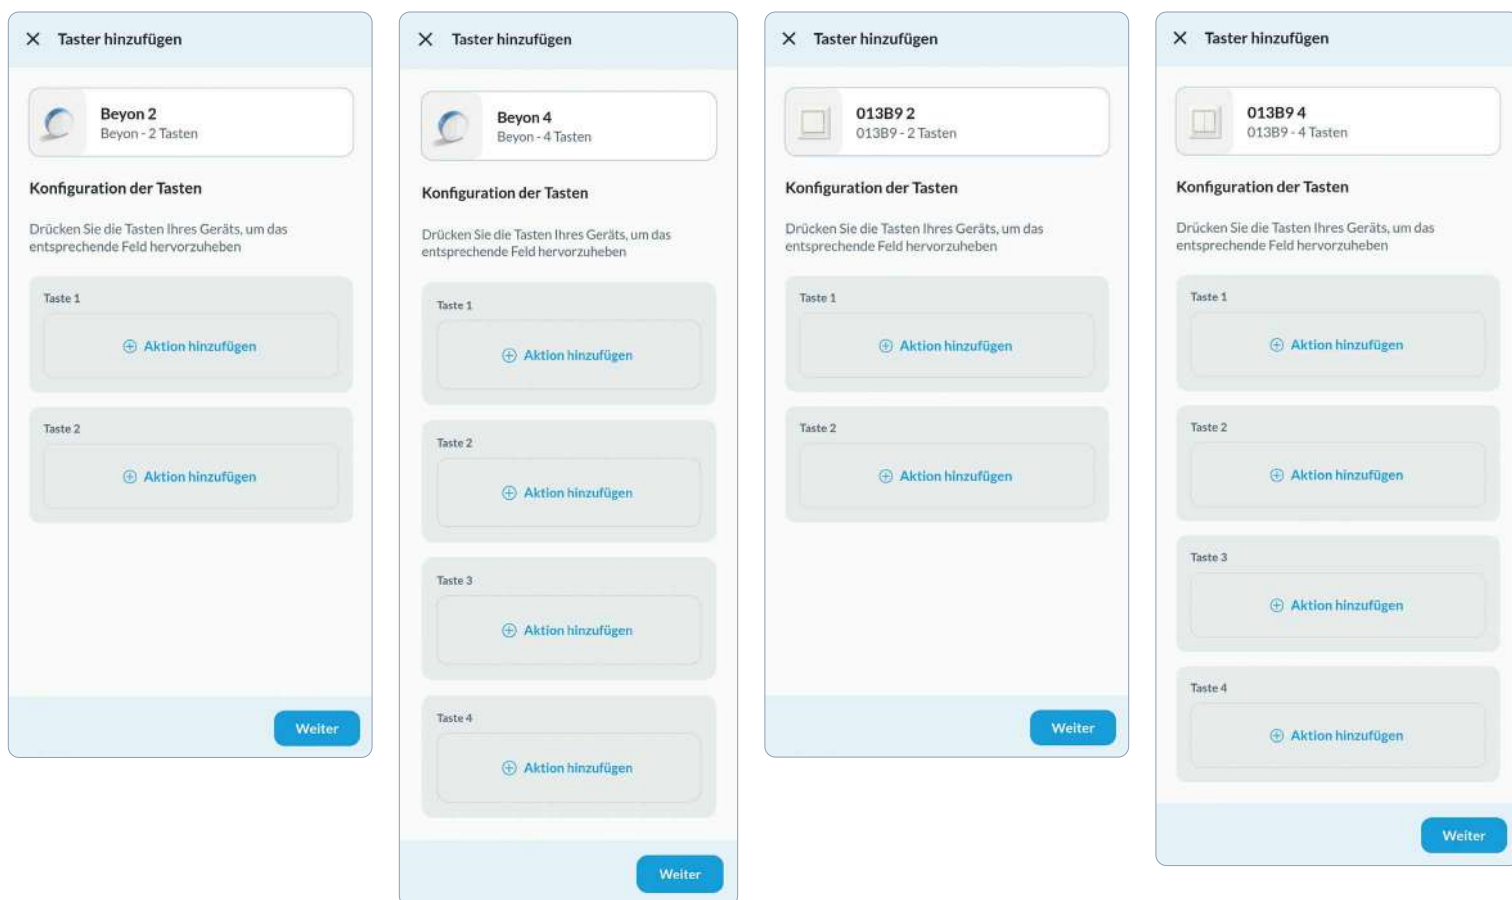 Taster hinzufügen
Beyon 2
Beyon - 2 Tasten
Konfiguration der Tasten
Drücken Sie die Tasten Ihres Geräts, um das
entsprechende Feld hervorzuheben
Taste 1
Aktion hinzufügen
Taste 2
Aktion hinzufügen
Weiter
Taster hinzufügen
Beyon 4
Beyon - 4 Tasten
Konfiguration der Tasten
Drücken Sie die Tasten Ihres Geräts, um das
entsprechende Feld hervorzuheben
Taste 1
Aktion hinzufügen
Taste 2
Aktion hinzufügen
Taste 3
Aktion hinzufügen
Taste 4
Aktion hinzufügen
Weiter
Taster hinzufügen
013B9 2
013B9 - 2 Tasten
Konfiguration der Tasten
Drücken Sie die Tasten Ihres Geräts, um das
entsprechende Feld hervorzuheben
Taste 1
Aktion hinzufügen
Taste 2
Aktion hinzufügen
Weiter
Taster hinzufügen
013B9 4
013B9 - 4 Tasten
Konfiguration der Tasten
Drücken Sie die Tasten Ihres Geräts, um das
entsprechende Feld hervorzuheben
Taste 1
Aktion hinzufügen
Taste 2
Aktion hinzufügen
Taste 3
Aktion hinzufügen
Taste 4
Aktion hinzufügen
Weiter